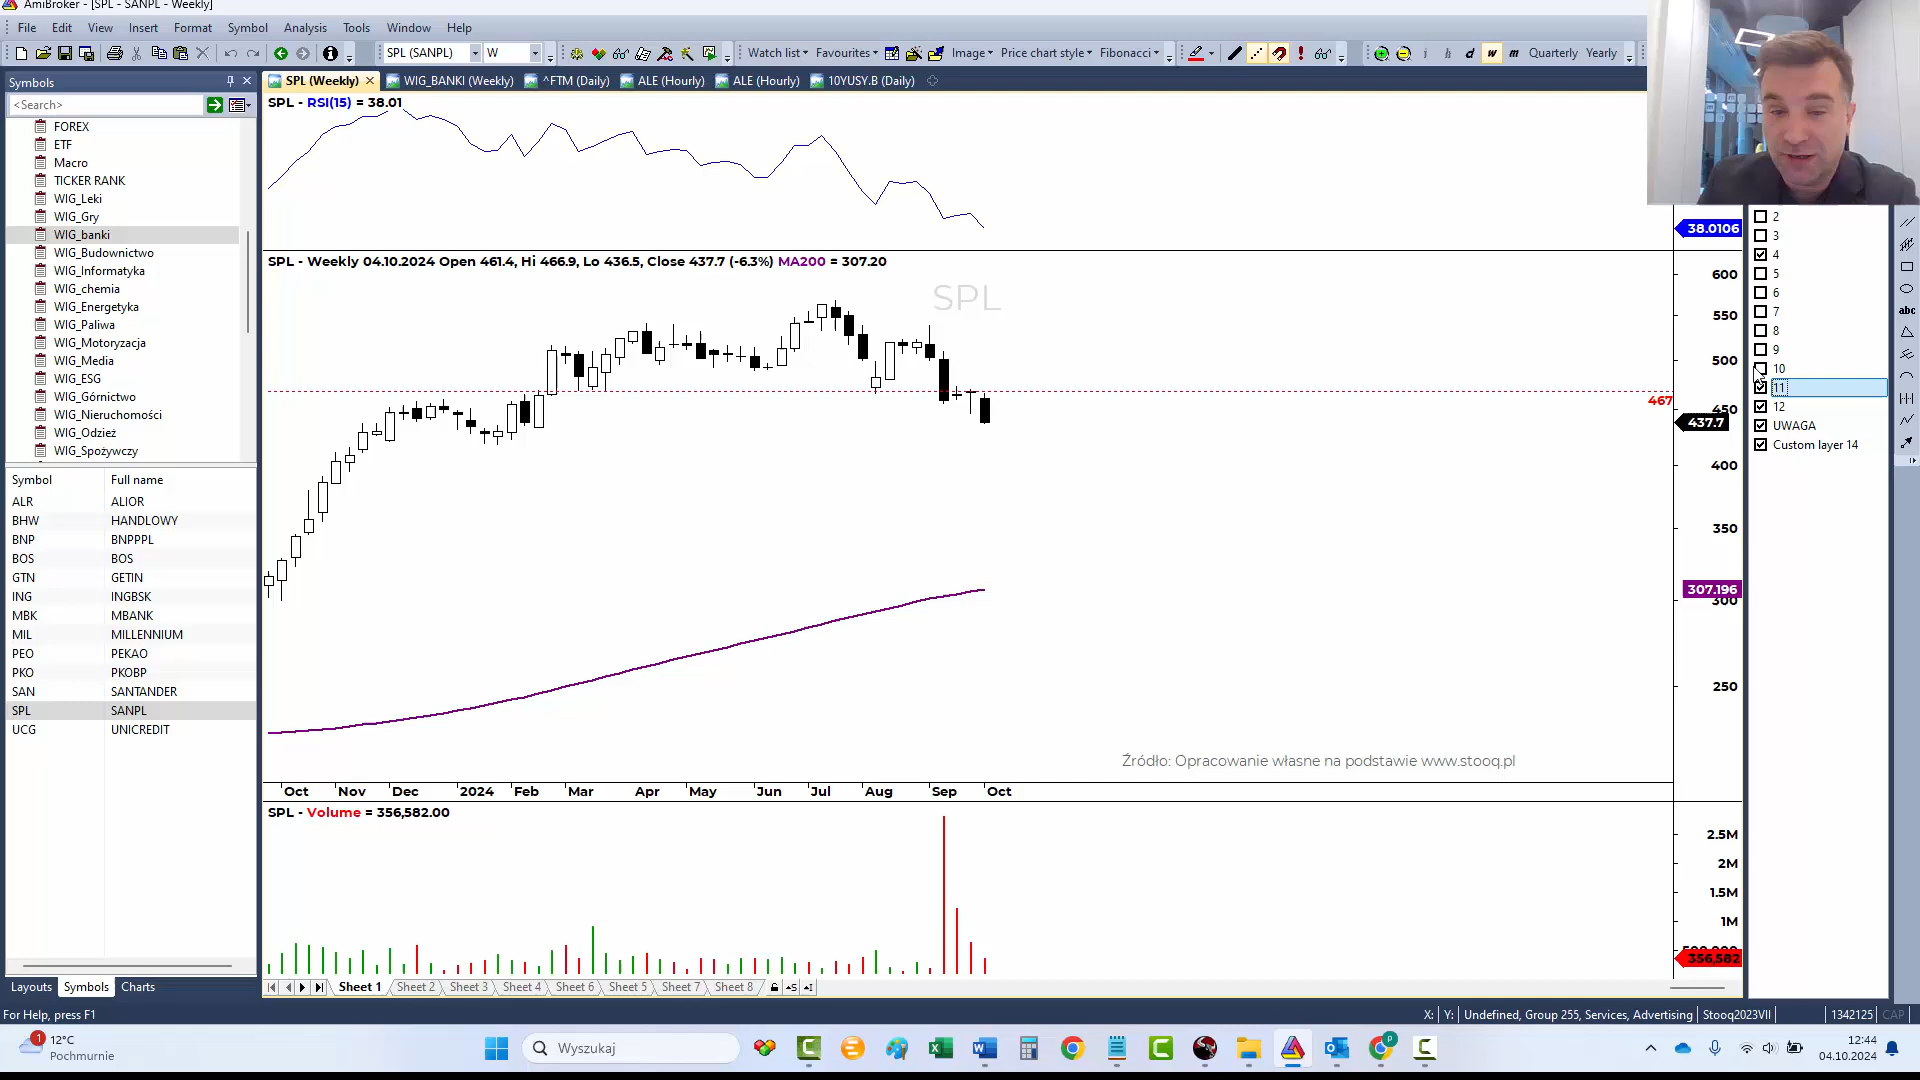 AmiBroker - [SPL - SANPL - Weekly]
File Edit View Insert Format Symbol Analysis Tools Window Help
SPL (SANPL) W Watch list Favourites Image Price chart style Fibonacci i h d w m Quarterly Yearly
Symbols
SPL (Weekly) WIG_BANKI (Weekly) ^FTM (Daily) ALE (Hourly) ALE (Hourly) 10YUSY.B (Daily)
<Search>
FOREX
ETF
Macro
TICKER RANK
WIG_Leki
WIG_Gry
WIG_banki
WIG_Budownictwo
WIG_Informatyka
WIG_chemia
WIG_Energetyka
WIG_Paliwa
WIG_Motoryzacja
WIG_Media
WIG_ESG
WIG_Górnictwo
WIG_Nieruchomości
WIG_Odzież
WIG_Spożywczy
Symbol Full name
ALR ALIOR
BHW HANDLOWY
BNP BNPPPL
BOS BOS
GTN GETIN
ING INGBSK
MBK MBANK
MIL MILLENNIUM
PEO PEKAO
PKO PKOBP
SAN SANTANDER
SPL SANPL
UCG UNICREDIT
Layouts Symbols Charts
SPL - RSI(15) = 38.01
38.0106
SPL - Weekly 04.10.2024 Open 461.4, Hi 466.9, Lo 436.5, Close 437.7 (-6.3%) MA200 = 307.20
SPL
600
550
500
467
450
437.7
400
350
307.196
300
250
Źródło: Opracowanie własne na podstawie www.stooq.pl
Oct Nov Dec 2024 Feb Mar Apr May Jun Jul Aug Sep Oct
SPL - Volume = 356,582.00
2.5M
2M
1.5M
1M
356,582
Sheet 1 Sheet 2 Sheet 3 Sheet 4 Sheet 6 Sheet 5 Sheet 7 Sheet 8
2
3
4
5
6
7
8
9
10
11
12
UWAGA
Custom layer 14
abc
For Help, press F1
X: Y: Undefined, Group 255, Services, Advertising Stooq2023VII 1342125 CAP
1
12°C
Pochmurnie
Wyszukaj
12:44
04.10.2024